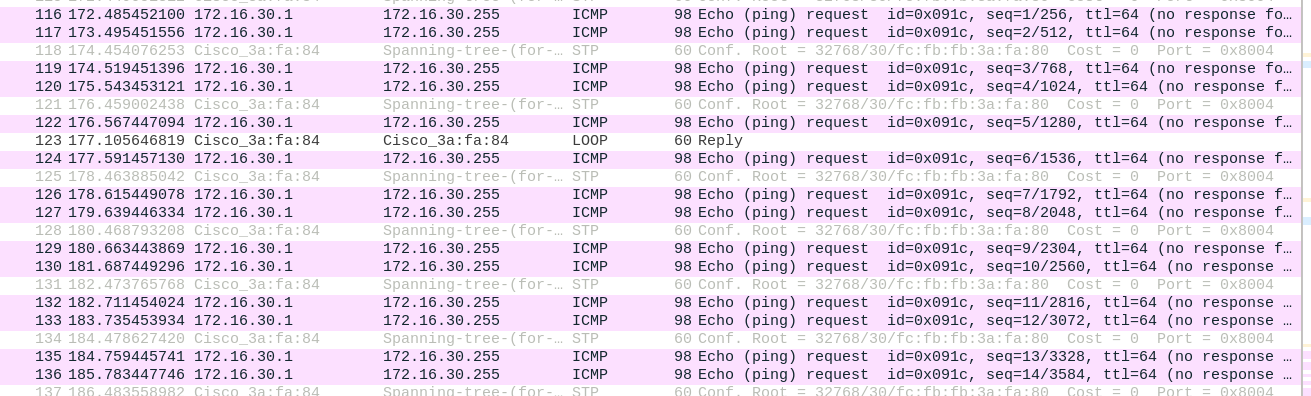 116 172.485452100 172.16.30.1 172.16.30.255 ICMP 98 Echo (ping) request id=0x091c, seq=1/256, ttl=64 (no response fo…
117 173.495451556 172.16.30.1 172.16.30.255 ICMP 98 Echo (ping) request id=0x091c, seq=2/512, ttl=64 (no response fo…
118 174.454076253 Cisco_3a:fa:84 Spanning-tree-(for-… STP 60 Conf. Root = 32768/30/fc:fb:fb:3a:fa:80 Cost = 0 Port = 0x8004
119 174.519451396 172.16.30.1 172.16.30.255 ICMP 98 Echo (ping) request id=0x091c, seq=3/768, ttl=64 (no response fo…
120 175.543453121 172.16.30.1 172.16.30.255 ICMP 98 Echo (ping) request id=0x091c, seq=4/1024, ttl=64 (no response f…
121 176.459002438 Cisco_3a:fa:84 Spanning-tree-(for-… STP 60 Conf. Root = 32768/30/fc:fb:fb:3a:fa:80 Cost = 0 Port = 0x8004
122 176.567447094 172.16.30.1 172.16.30.255 ICMP 98 Echo (ping) request id=0x091c, seq=5/1280, ttl=64 (no response f…
123 177.105646819 Cisco_3a:fa:84 Cisco_3a:fa:84 LOOP 60 Reply
124 177.591457130 172.16.30.1 172.16.30.255 ICMP 98 Echo (ping) request id=0x091c, seq=6/1536, ttl=64 (no response f…
125 178.463885042 Cisco_3a:fa:84 Spanning-tree-(for-… STP 60 Conf. Root = 32768/30/fc:fb:fb:3a:fa:80 Cost = 0 Port = 0x8004
126 178.615449078 172.16.30.1 172.16.30.255 ICMP 98 Echo (ping) request id=0x091c, seq=7/1792, ttl=64 (no response f…
127 179.639446334 172.16.30.1 172.16.30.255 ICMP 98 Echo (ping) request id=0x091c, seq=8/2048, ttl=64 (no response f…
128 180.468793208 Cisco_3a:fa:84 Spanning-tree-(for-… STP 60 Conf. Root = 32768/30/fc:fb:fb:3a:fa:80 Cost = 0 Port = 0x8004
129 180.663443869 172.16.30.1 172.16.30.255 ICMP 98 Echo (ping) request id=0x091c, seq=9/2304, ttl=64 (no response f…
130 181.687449296 172.16.30.1 172.16.30.255 ICMP 98 Echo (ping) request id=0x091c, seq=10/2560, ttl=64 (no response …
131 182.473765768 Cisco_3a:fa:84 Spanning-tree-(for-… STP 60 Conf. Root = 32768/30/fc:fb:fb:3a:fa:80 Cost = 0 Port = 0x8004
132 182.711454024 172.16.30.1 172.16.30.255 ICMP 98 Echo (ping) request id=0x091c, seq=11/2816, ttl=64 (no response …
133 183.735453934 172.16.30.1 172.16.30.255 ICMP 98 Echo (ping) request id=0x091c, seq=12/3072, ttl=64 (no response …
134 184.478627420 Cisco_3a:fa:84 Spanning-tree-(for-… STP 60 Conf. Root = 32768/30/fc:fb:fb:3a:fa:80 Cost = 0 Port = 0x8004
135 184.759445741 172.16.30.1 172.16.30.255 ICMP 98 Echo (ping) request id=0x091c, seq=13/3328, ttl=64 (no response …
136 185.783447746 172.16.30.1 172.16.30.255 ICMP 98 Echo (ping) request id=0x091c, seq=14/3584, ttl=64 (no response …
137 186.483558982 Cisco_3a:fa:84 Spanning-tree-(for-… STP 60 Conf. Root = 32768/30/fc:fb:fb:3a:fa:80 Cost = 0 Port = 0x8004